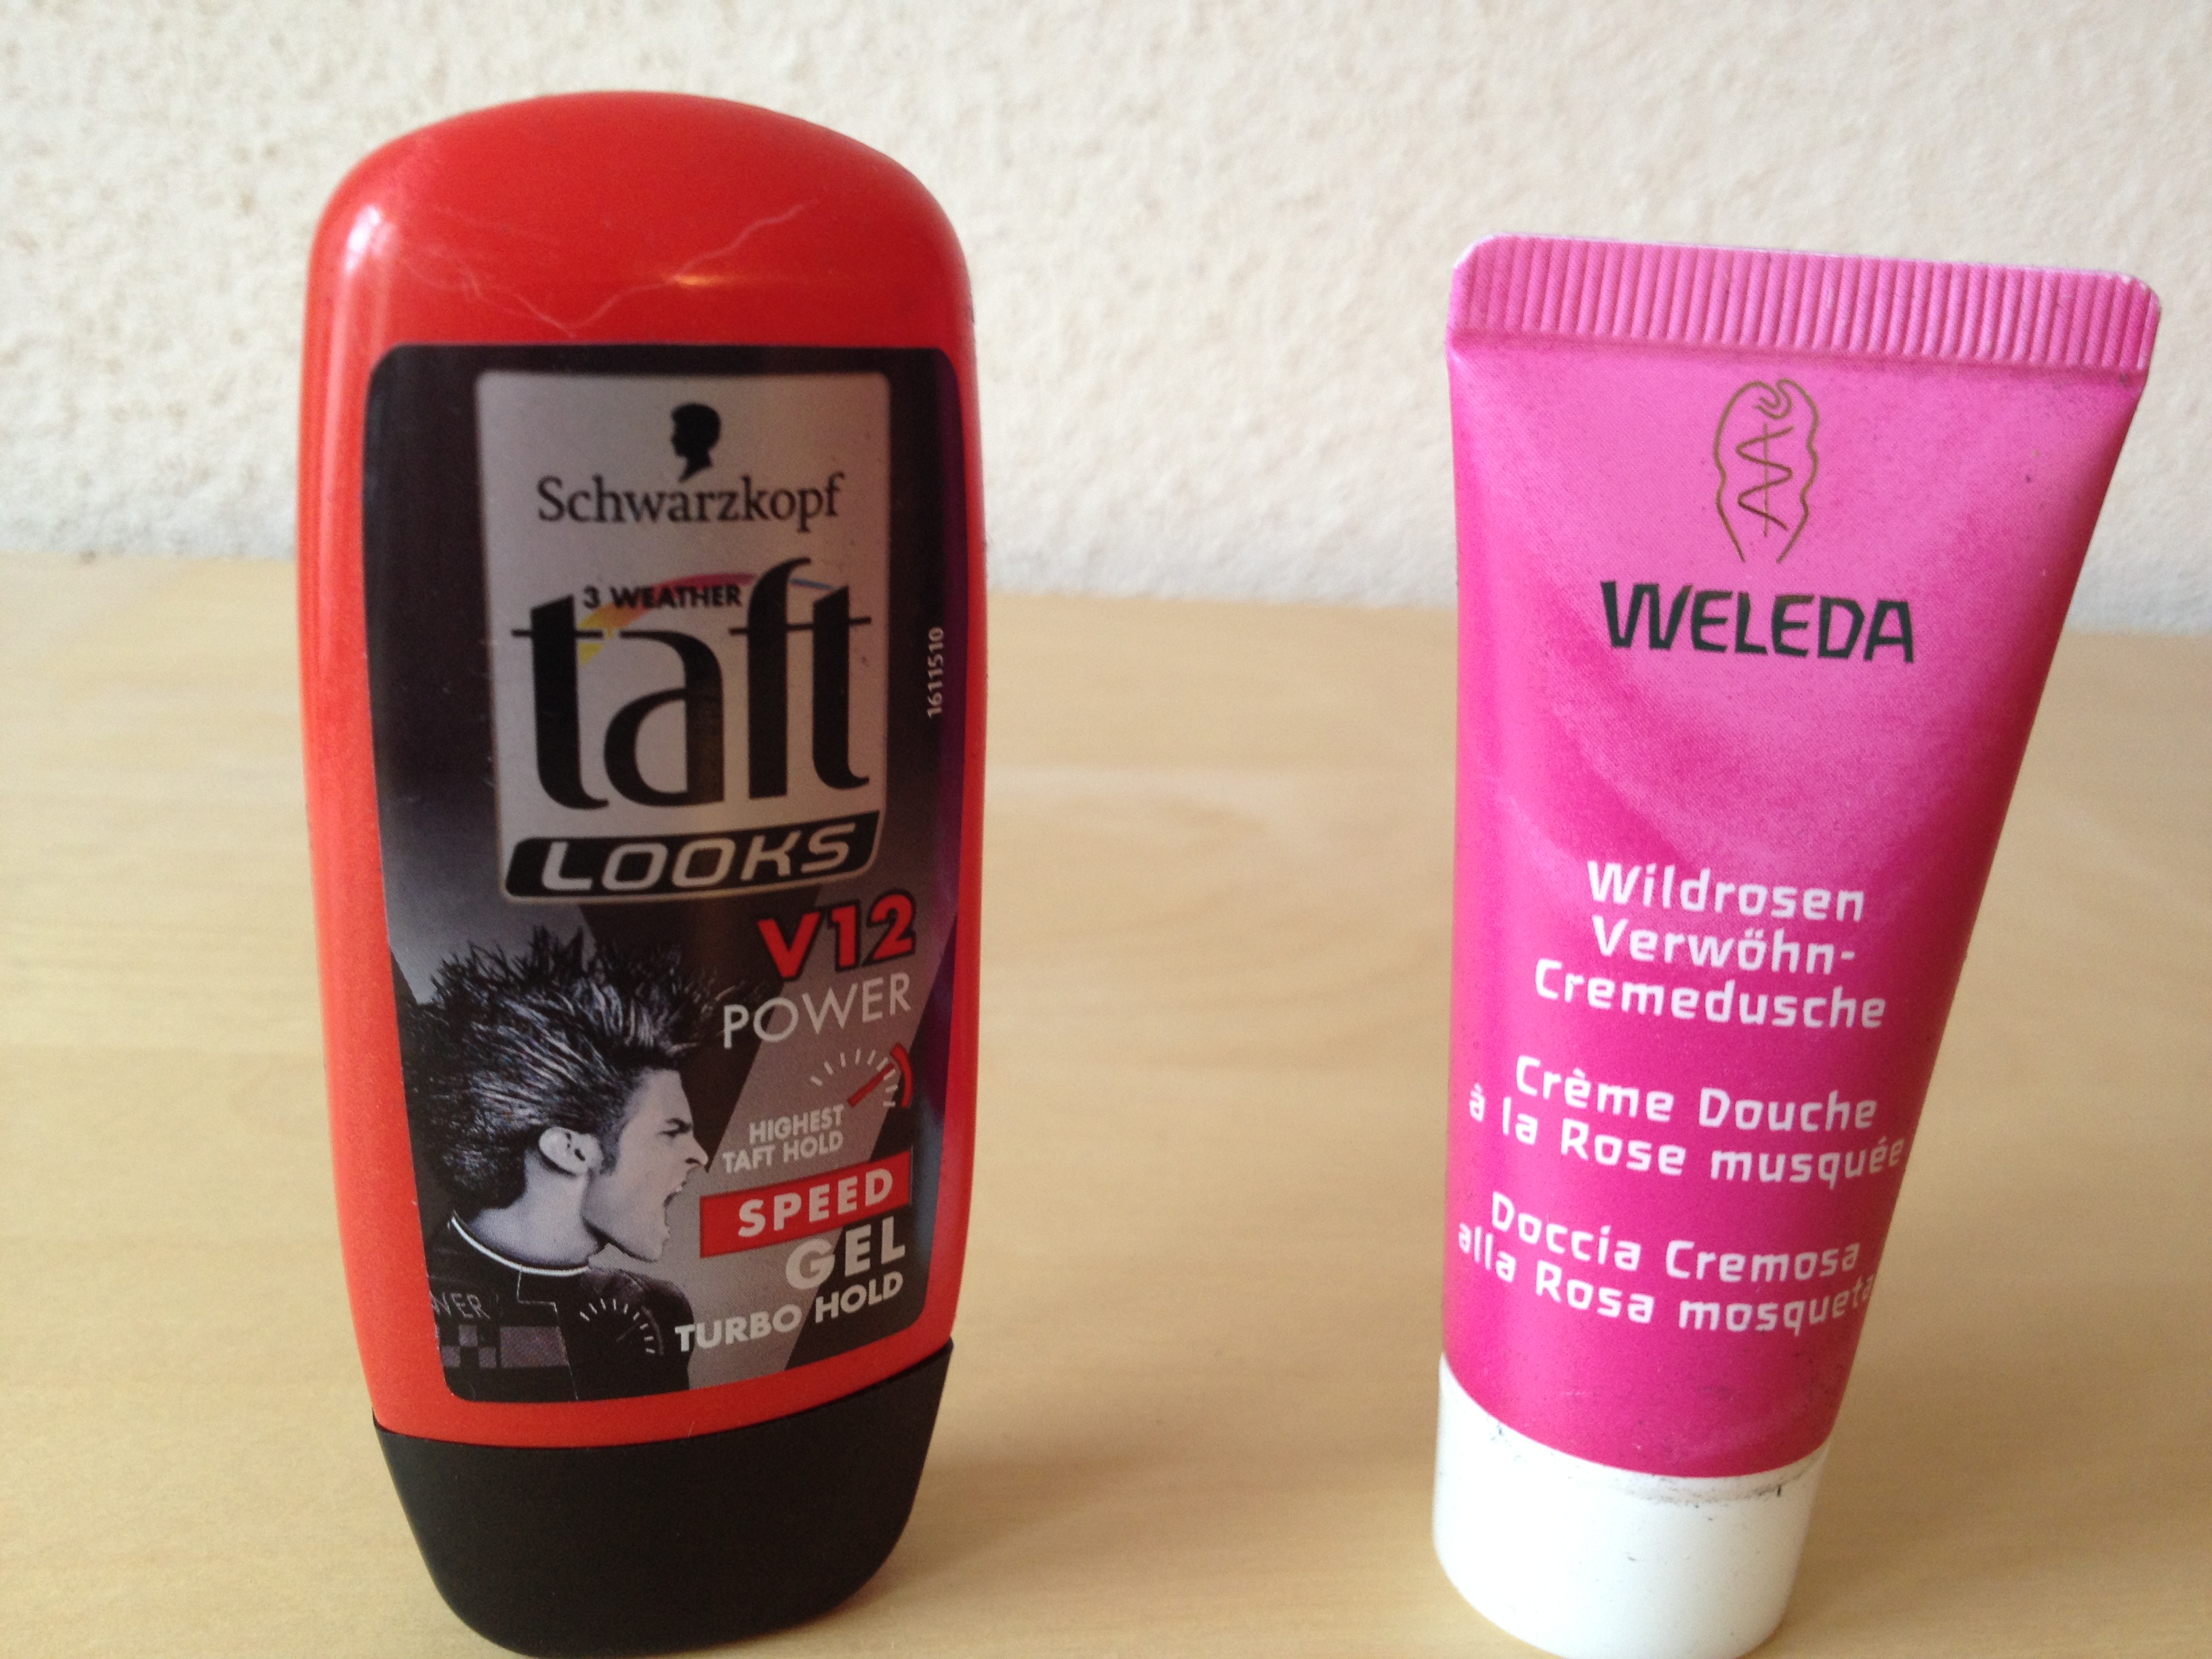 Schwarzkopf
3 WEATHER
taft
LOOKS
1611510
V12
POWER
HIGHEST
TAFT HOLD
SPEED
GEL
TURBO HOLD
WELEDA
Wildrosen
Verwöhn-
Cremedusche
Crème Douche
à la Rose musquée
Doccia Cremosa
alla Rosa mosqueta